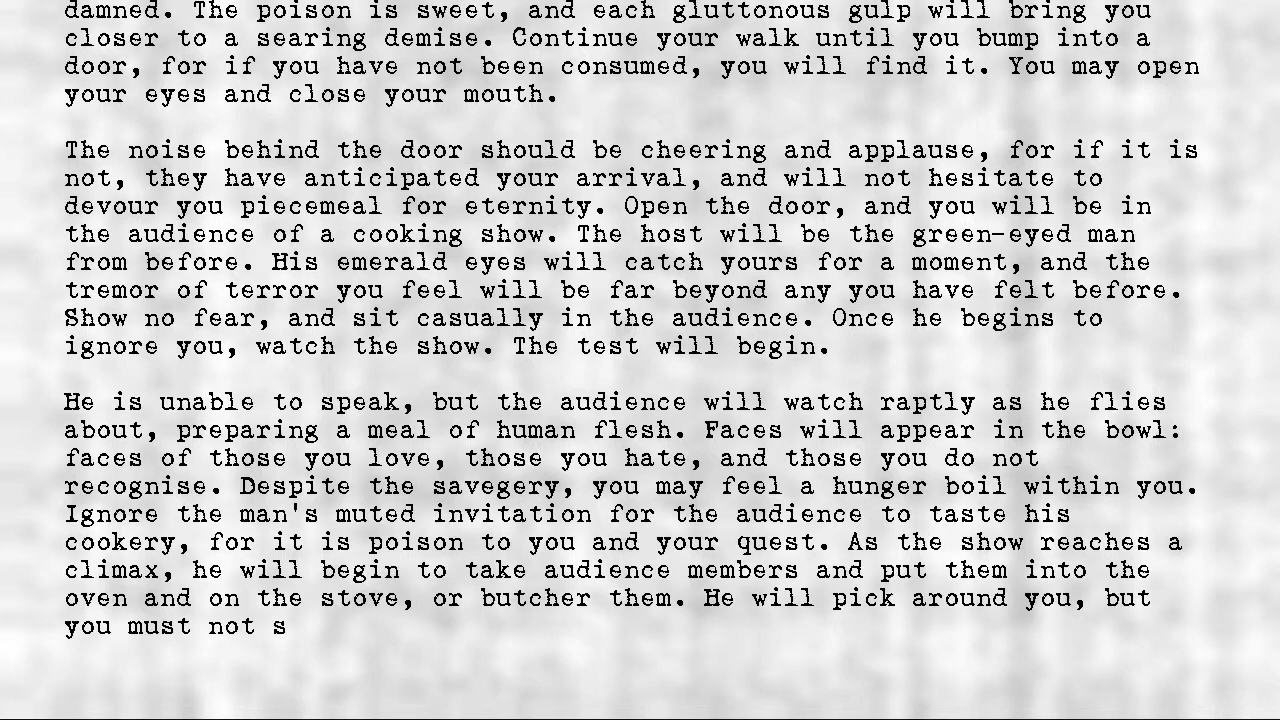 damned. The poison is sweet, and each gluttonous gulp will bring you
closer to a searing demise. Continue your walk until you bump into a
door, for if you have not been consumed, you will find it. You may open
your eyes and close your mouth.
The noise behind the door should be cheering and applause, for if it is
not, they have anticipated your arrival, and will not hesitate to
devour you piecemeal for eternity. Open the door, and you will be in
the audience of a cooking show. The host will be the green-eyed man
from before. His emerald eyes will catch yours for a moment, and the
tremor of terror you feel will be far beyond any you have felt before.
Show no fear, and sit casually in the audience. Once he begins to
ignore you, watch the show. The test will begin.
He is unable to speak, but the audience will watch raptly as he flies
about, preparing a meal of human flesh. Faces will appear in the bowl:
faces of those you love, those you hate, and those you do not
recognise. Despite the savegery, you may feel a hunger boil within you.
Ignore the man's muted invitation for the audience to taste his
cookery, for it is poison to you and your quest. As the show reaches a
climax, he will begin to take audience members and put them into the
oven and on the stove, or butcher them. He will pick around you, but
you must not s